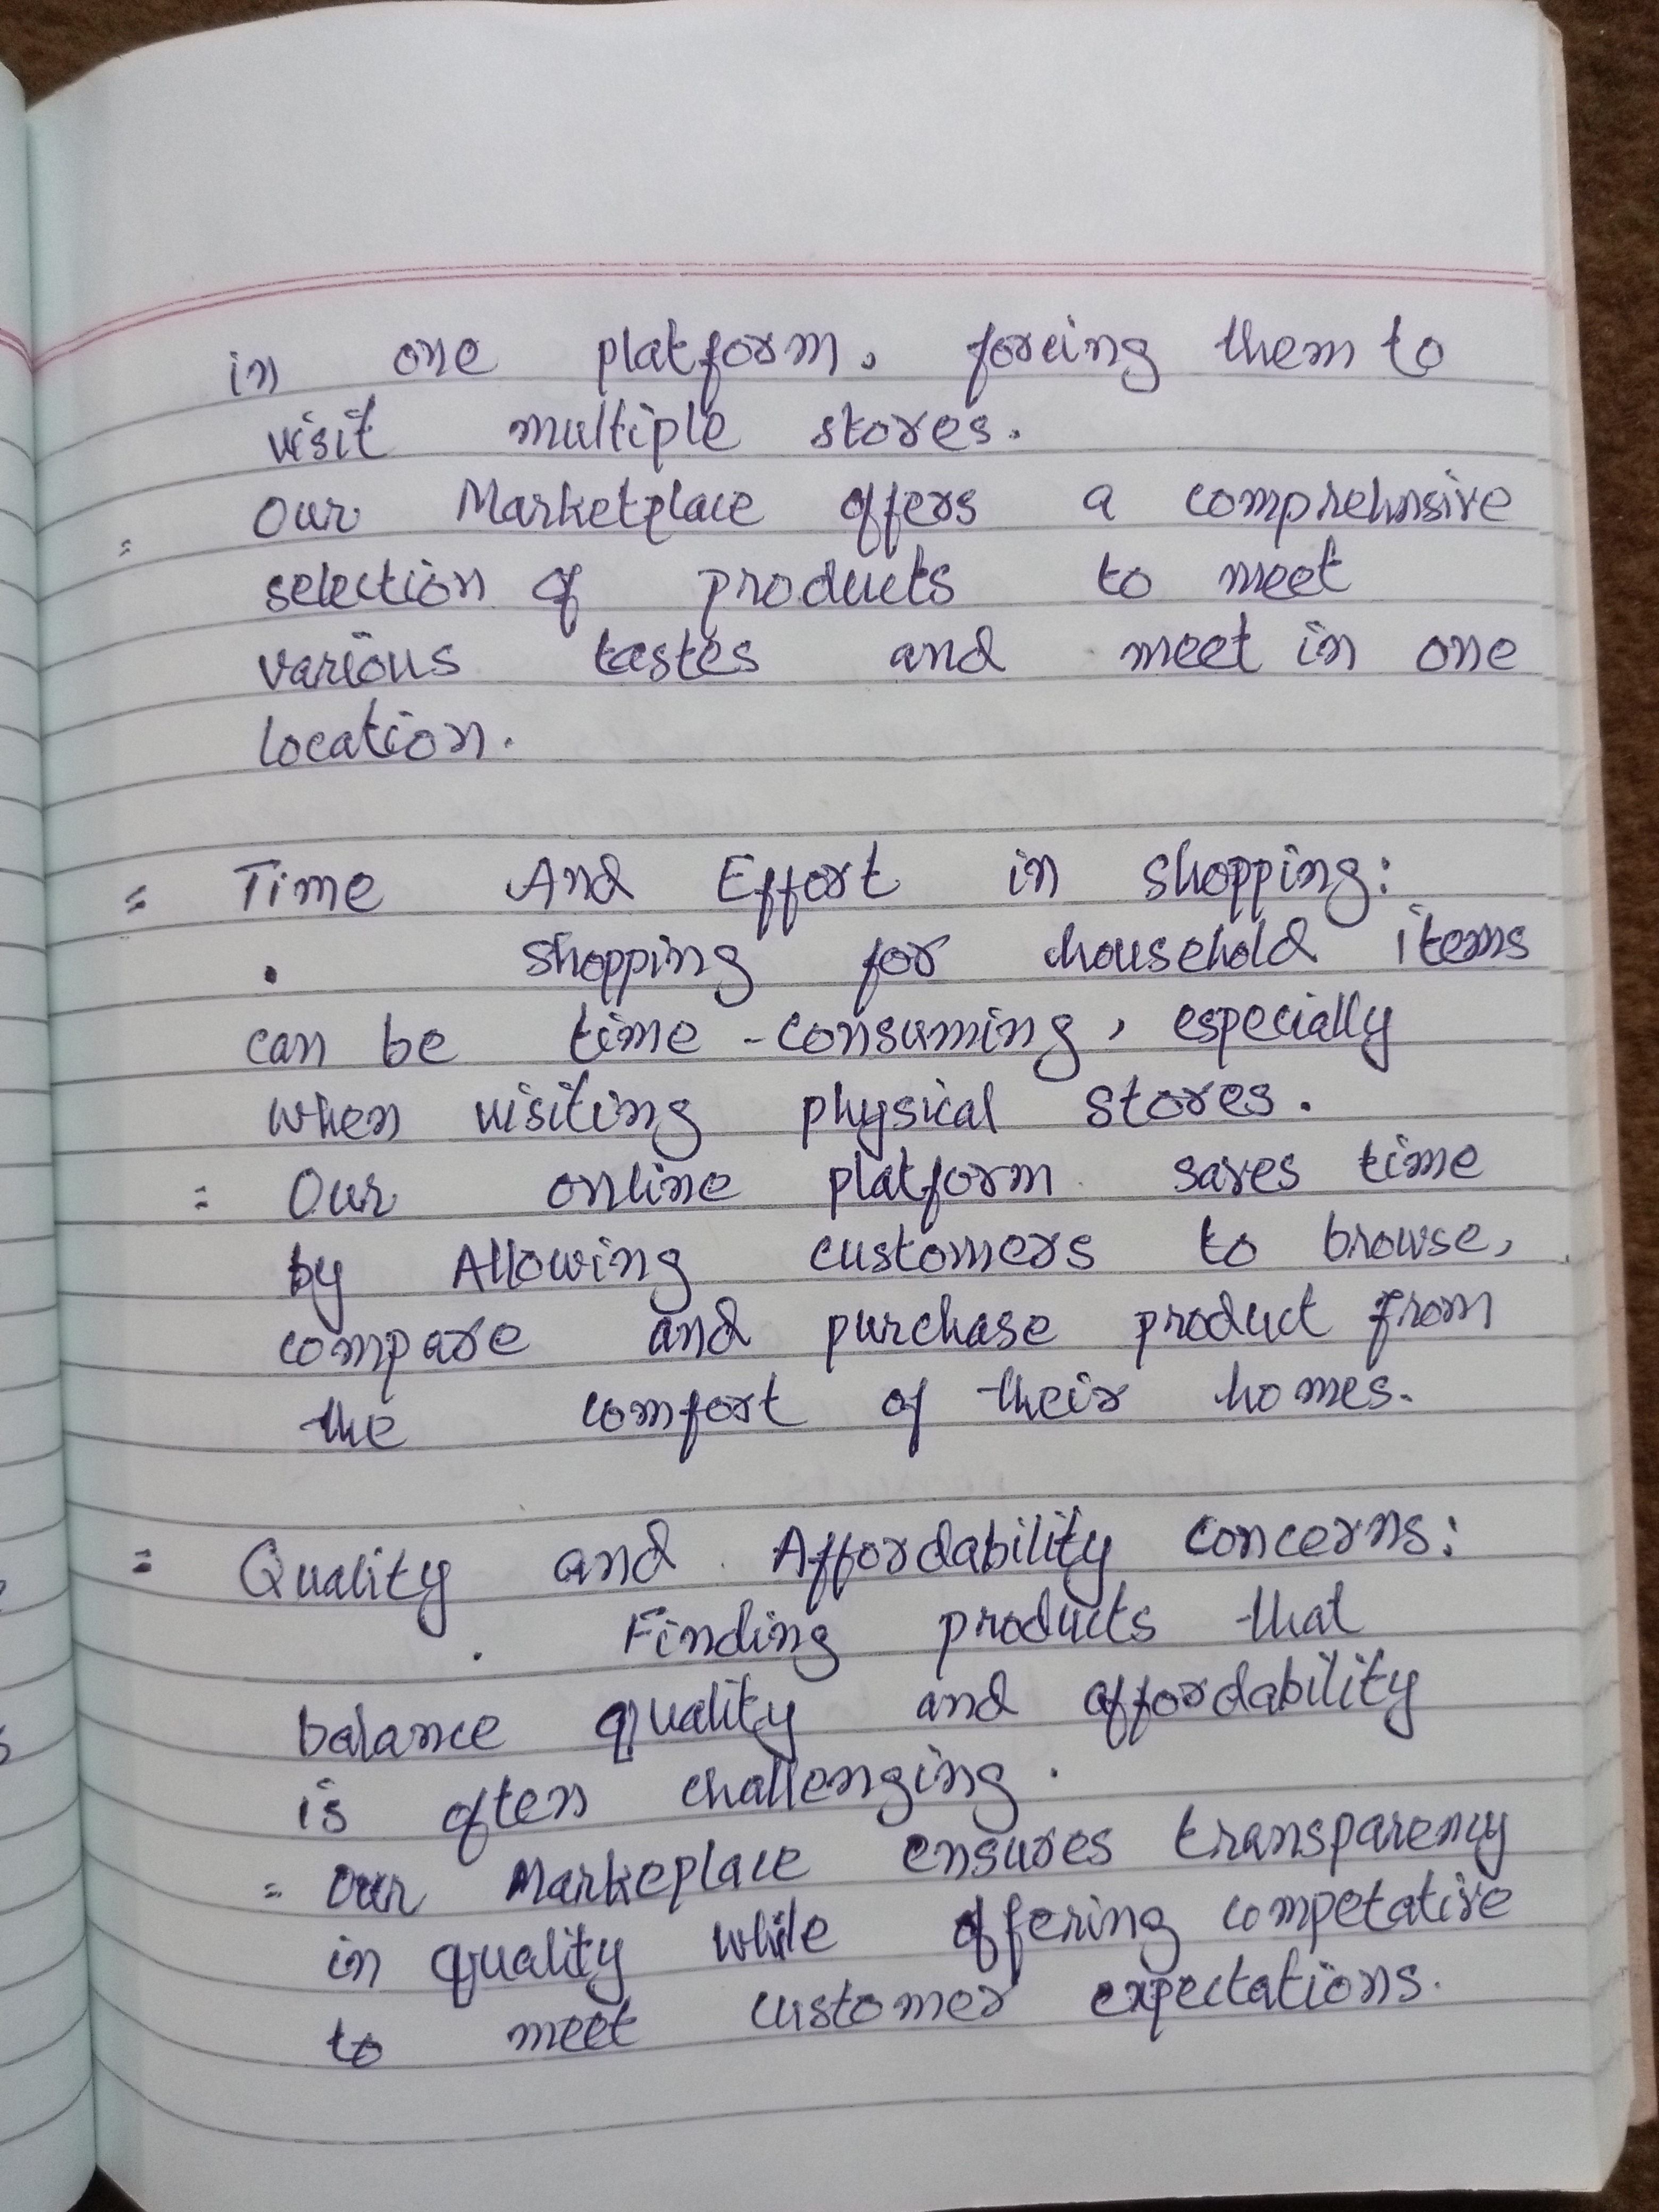 in one platform. forcing them to
visit multiple stores.
= Our Marketplace offers a comprehnsive
selection of products to meet
various tastes and meet in one
location.
= Time And Effort in shopping:
. shopping for household items
can be time-consuming, especially
when visiting physical stores.
= Our online platform saves time
by Allowing customers to browse,
compare and purchase product from
the comfort of their homes.
= Quality and Affordability concerns:
. Finding products that
balance quality and affordability
is often challenging.
= Our Markeplace ensures transparency
in quality while offering competative
to meet customer expectations.